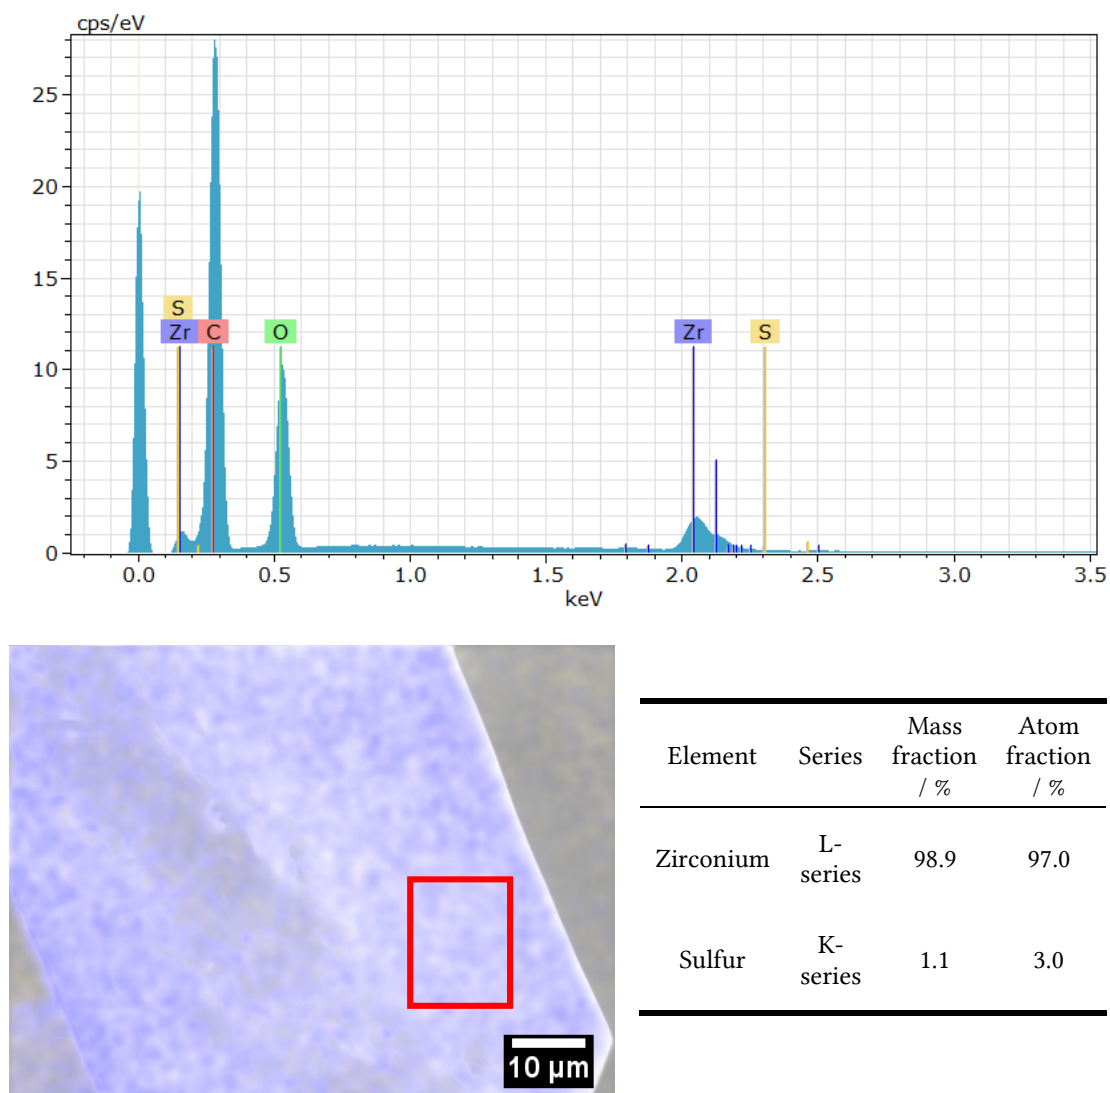 cps/eV
25
20
15
10
5
0
S
Zr C O Zr S
0.0 0.5 1.0 1.5 2.0 2.5 3.0 3.5
keV
10 µm
Element Series Mass fraction / % Atom fraction / %
Zirconium L-series 98.9 97.0
Sulfur K-series 1.1 3.0